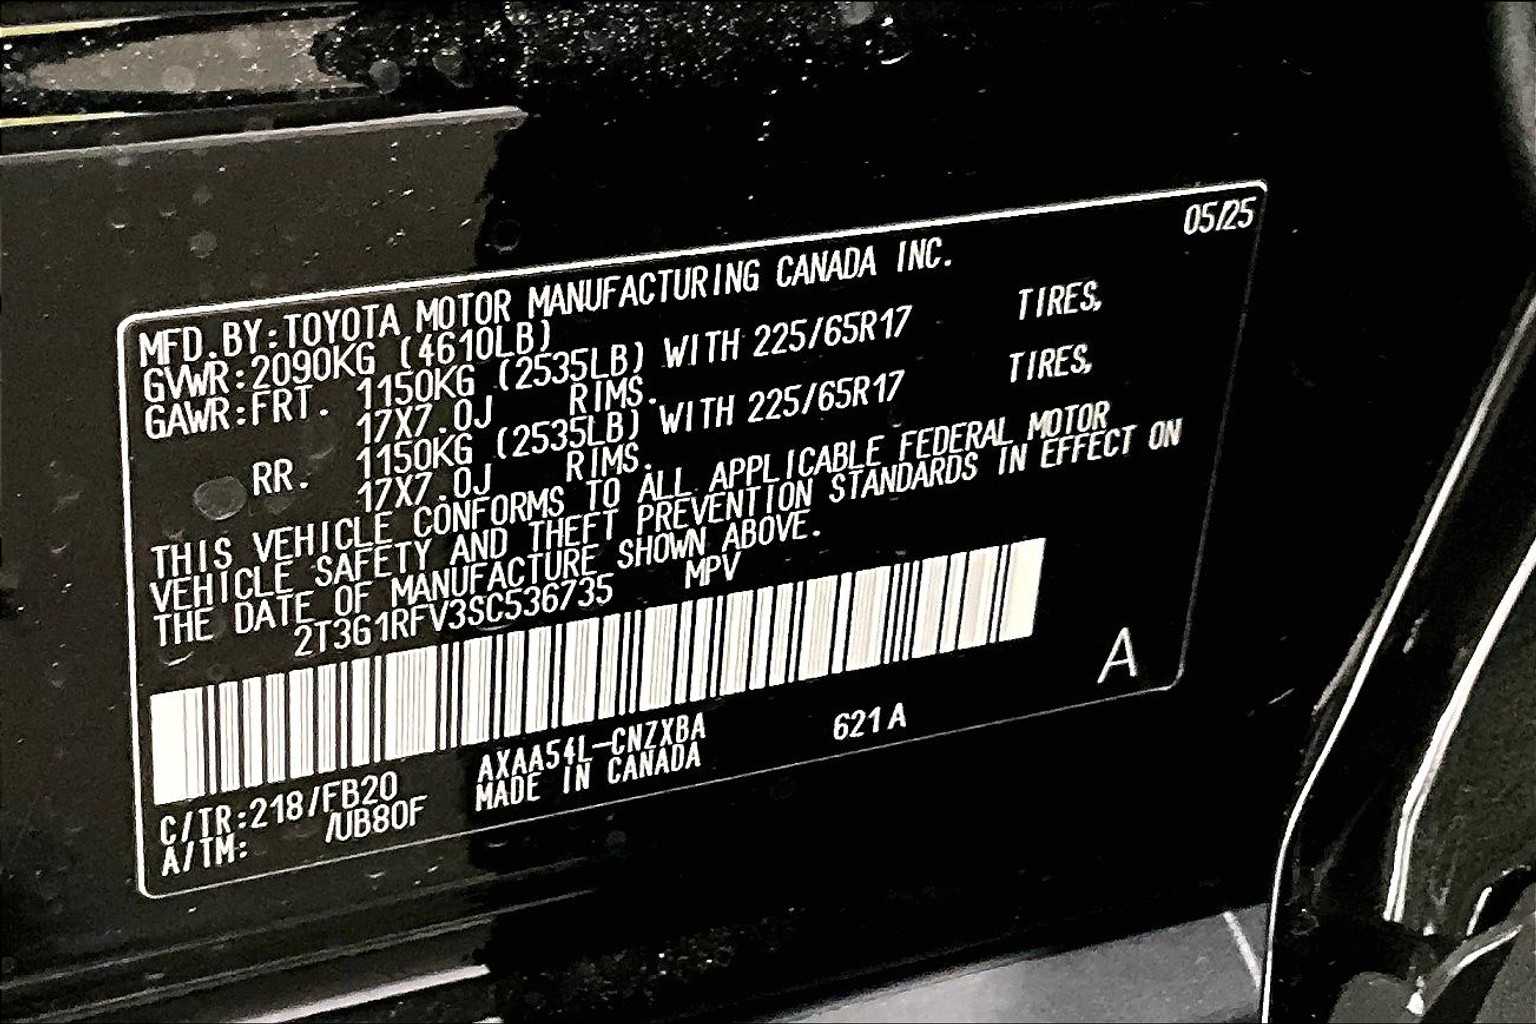 05/25
MFD.BY:TOYOTA MOTOR MANUFACTURING CANADA INC.
GVWR:2090KG (4610LB)
GAWR:FRT. 1150KG (2535LB) WITH 225/65R17 TIRES,
17X7.0J RIMS.
RR. 1150KG (2535LB) WITH 225/65R17 TIRES,
17X7.0J RIMS.
THIS VEHICLE CONFORMS TO ALL APPLICABLE FEDERAL MOTOR
VEHICLE SAFETY AND THEFT PREVENTION STANDARDS IN EFFECT ON
THE DATE OF MANUFACTURE SHOWN ABOVE.
2T3G1RFV3SC536735 MPV
A
C/TR:218/FB20 AXAA54L-CNZXBA 621A
A/TM: /UB80F MADE IN CANADA